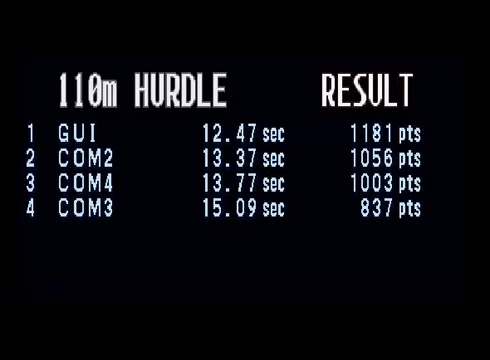 110m HURDLE RESULT
1 GUI 12.47 sec 1181 pts
2 COM2 13.37 sec 1056 pts
3 COM4 13.77 sec 1003 pts
4 COM3 15.09 sec 837 pts